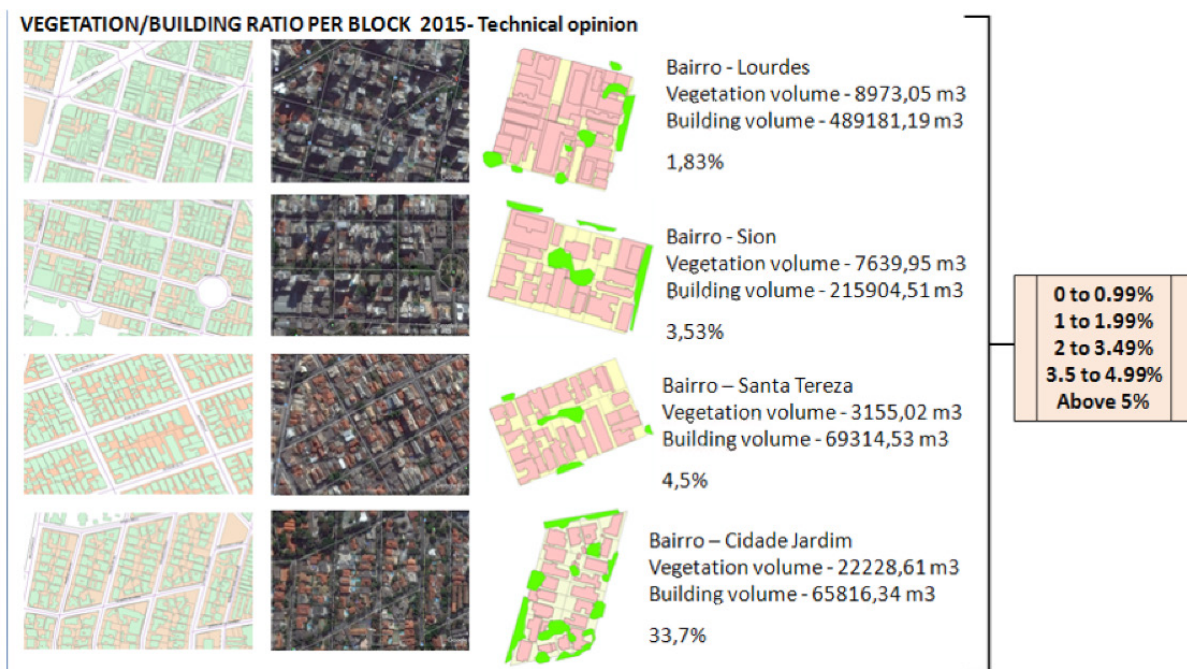 VEGETATION/BUILDING RATIO PER BLOCK 2015- Technical opinion
Bairro - Lourdes
Vegetation volume - 8973,05 m3
Building volume - 489181,19 m3
1,83%
Bairro - Sion
Vegetation volume - 7639,95 m3
Building volume - 215904,51 m3
3,53%
Bairro – Santa Tereza
Vegetation volume - 3155,02 m3
Building volume - 69314,53 m3
4,5%
Bairro – Cidade Jardim
Vegetation volume - 22228,61 m3
Building volume - 65816,34 m3
33,7%
0 to 0.99%
1 to 1.99%
2 to 3.49%
3.5 to 4.99%
Above 5%